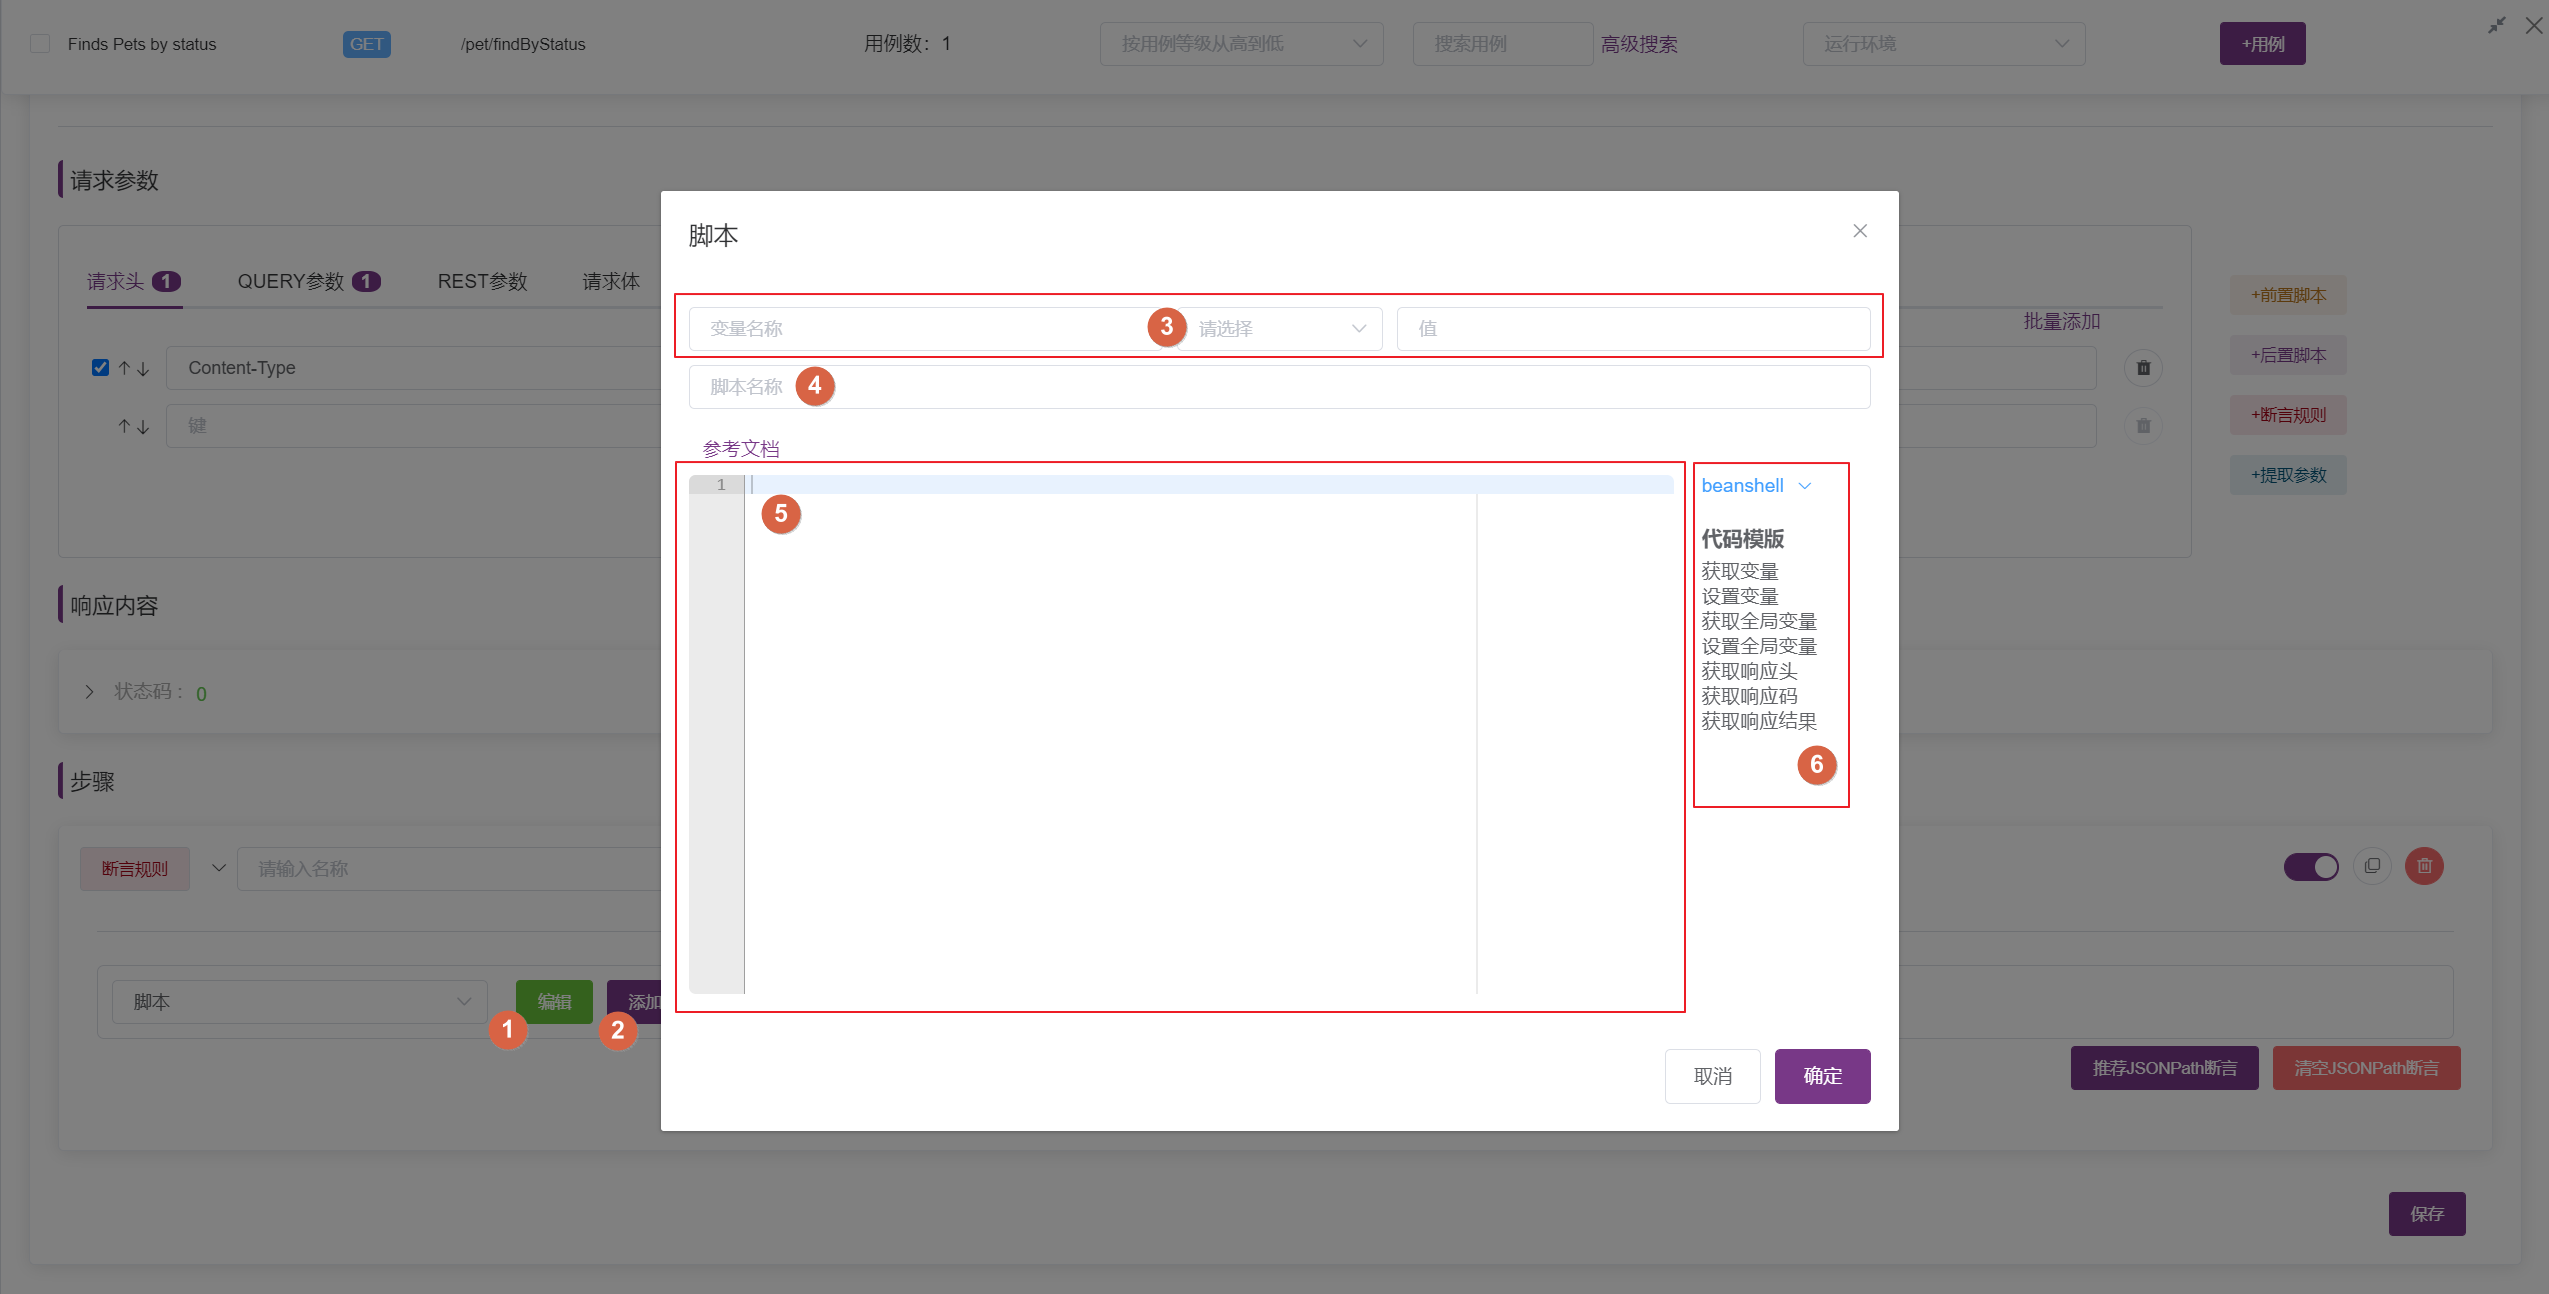 Finds Pets by status GET /pet/findByStatus 用例数：1 按用例等级从高到低 搜索用例 高级搜索 运行环境 +用例
请求参数
请求头 1 QUERY参数 1 REST参数 请求体
批量添加
Content-Type
键
+前置脚本
+后置脚本
+断言规则
+提取参数
响应内容
状态码： 0
步骤
断言规则 请输入名称
脚本 编辑 添加
1 2
推荐JSONPath断言 清空JSONPath断言
保存
脚本
变量名称 3 请选择 值
脚本名称 4
参考文档
1
5
beanshell
代码模版
获取变量
设置变量
获取全局变量
设置全局变量
获取响应头
获取响应码
获取响应结果
6
取消 确定